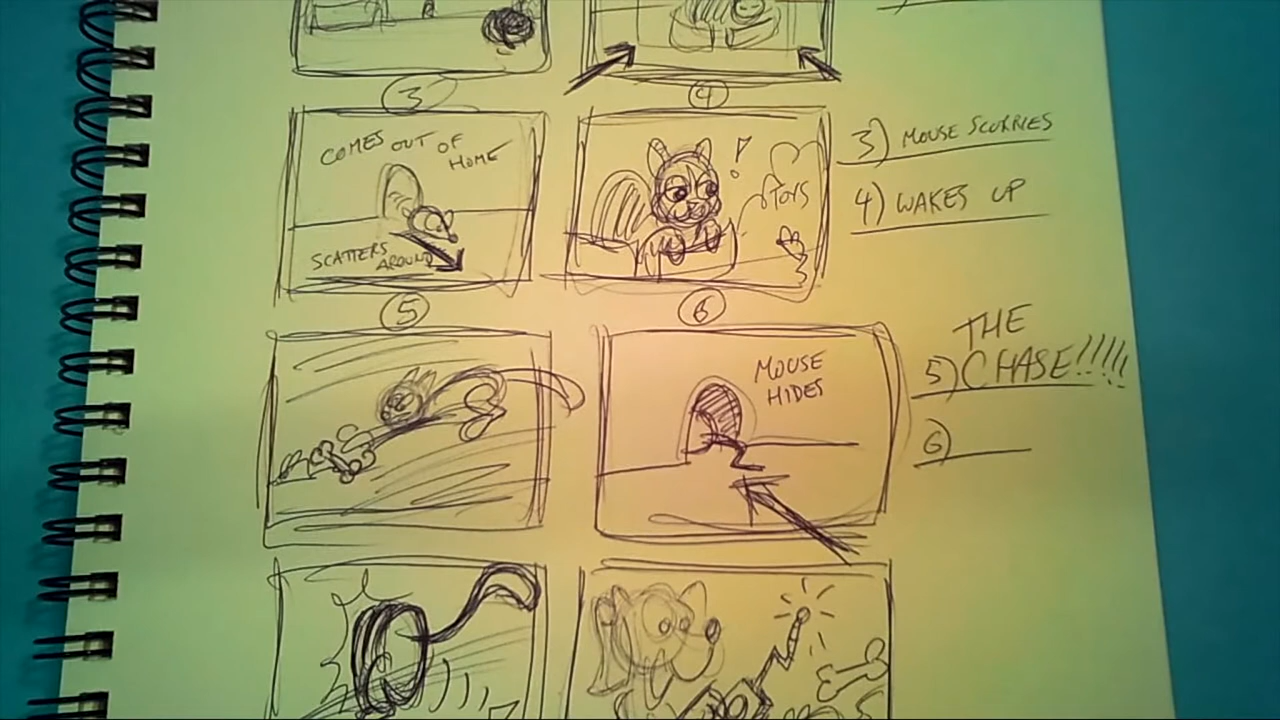 3
4
COMES OUT OF
HOME
SCATTERS
AROUND
!
STOPS
3) MOUSE SCURRIES
4) WAKES UP
5
6
MOUSE
HIDES
THE
5) CHASE!!!!!
6)